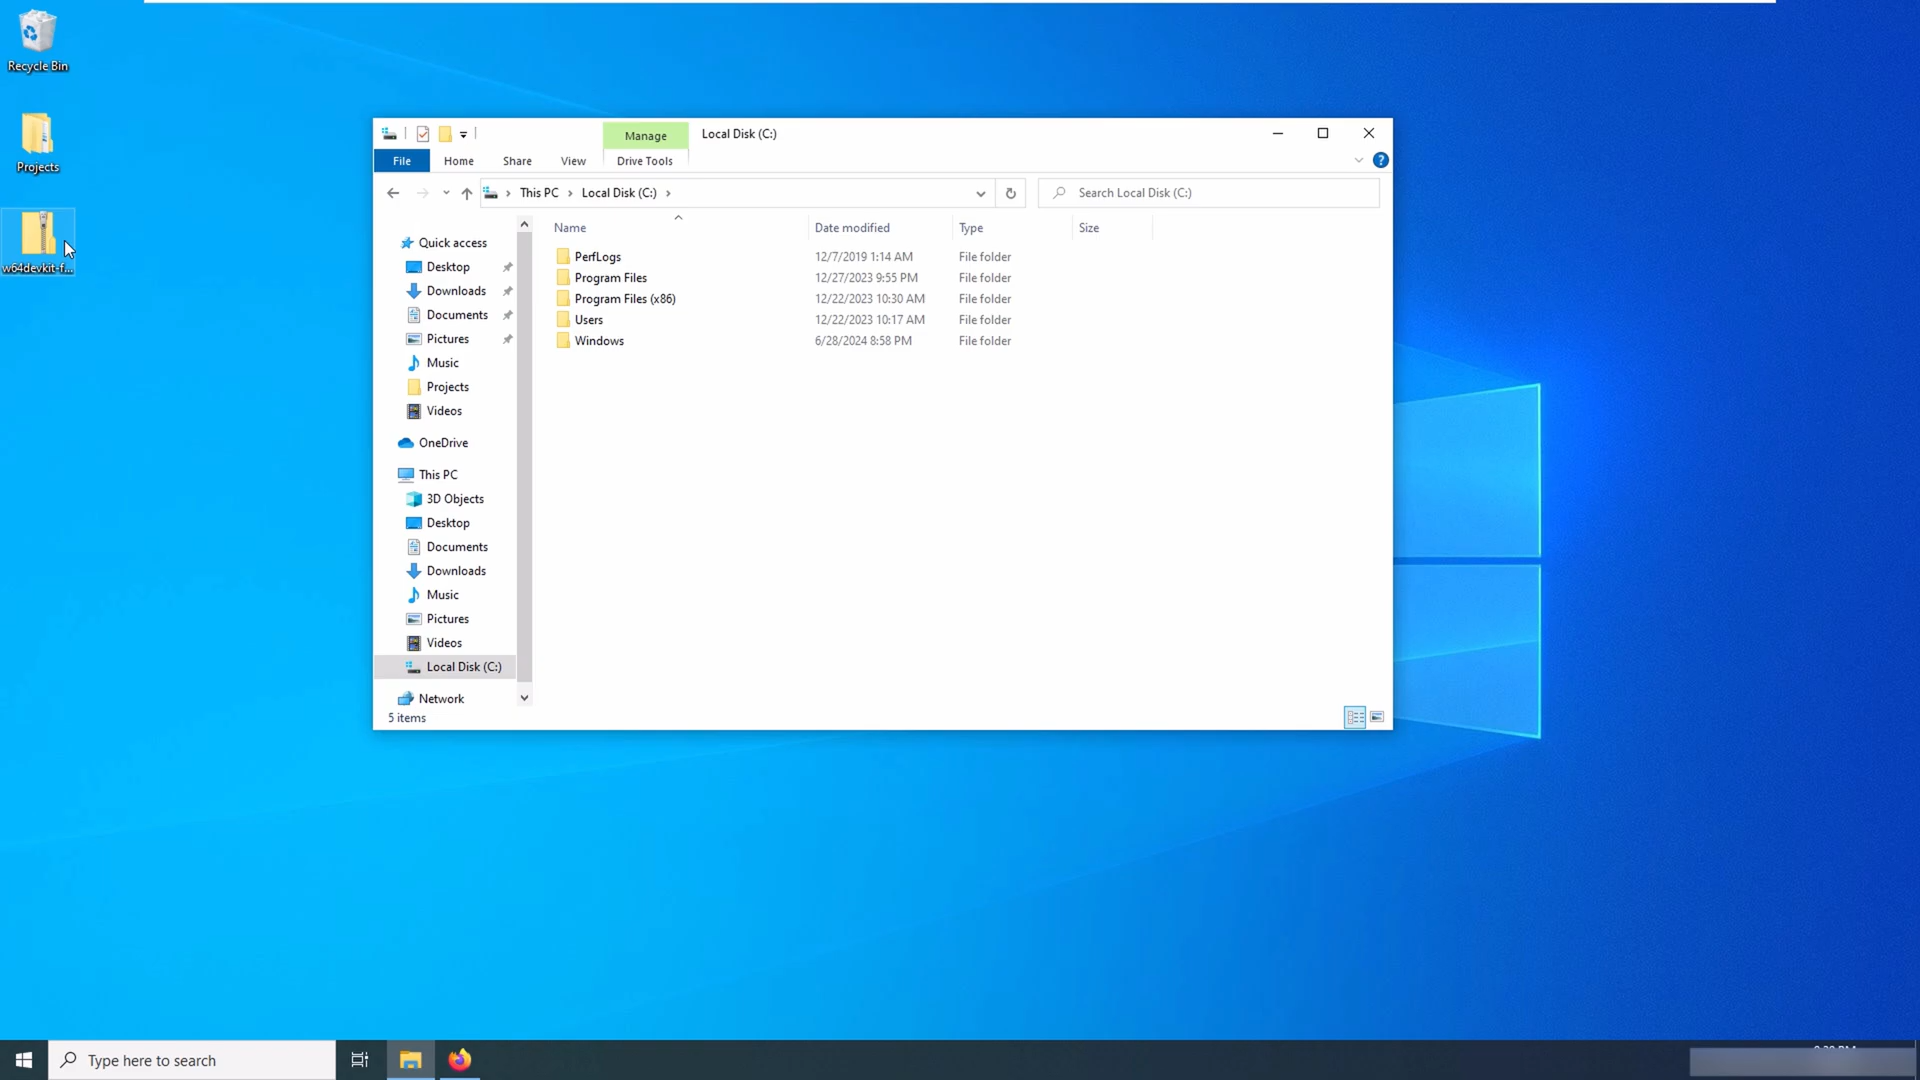 Recycle Bin
Projects
w64devkit-f...
Manage
Local Disk (C:)
File
Home
Share
View
Drive Tools
This PC
Local Disk (C:)
Search Local Disk (C:)
Quick access
Desktop
Downloads
Documents
Pictures
Music
Projects
Videos
OneDrive
This PC
3D Objects
Desktop
Documents
Downloads
Music
Pictures
Videos
Local Disk (C:)
Network
Name Date modified Type Size
PerfLogs 12/7/2019 1:14 AM File folder
Program Files 12/27/2023 9:55 PM File folder
Program Files (x86) 12/22/2023 10:30 AM File folder
Users 12/22/2023 10:17 AM File folder
Windows 6/28/2024 8:58 PM File folder
5 items
Type here to search